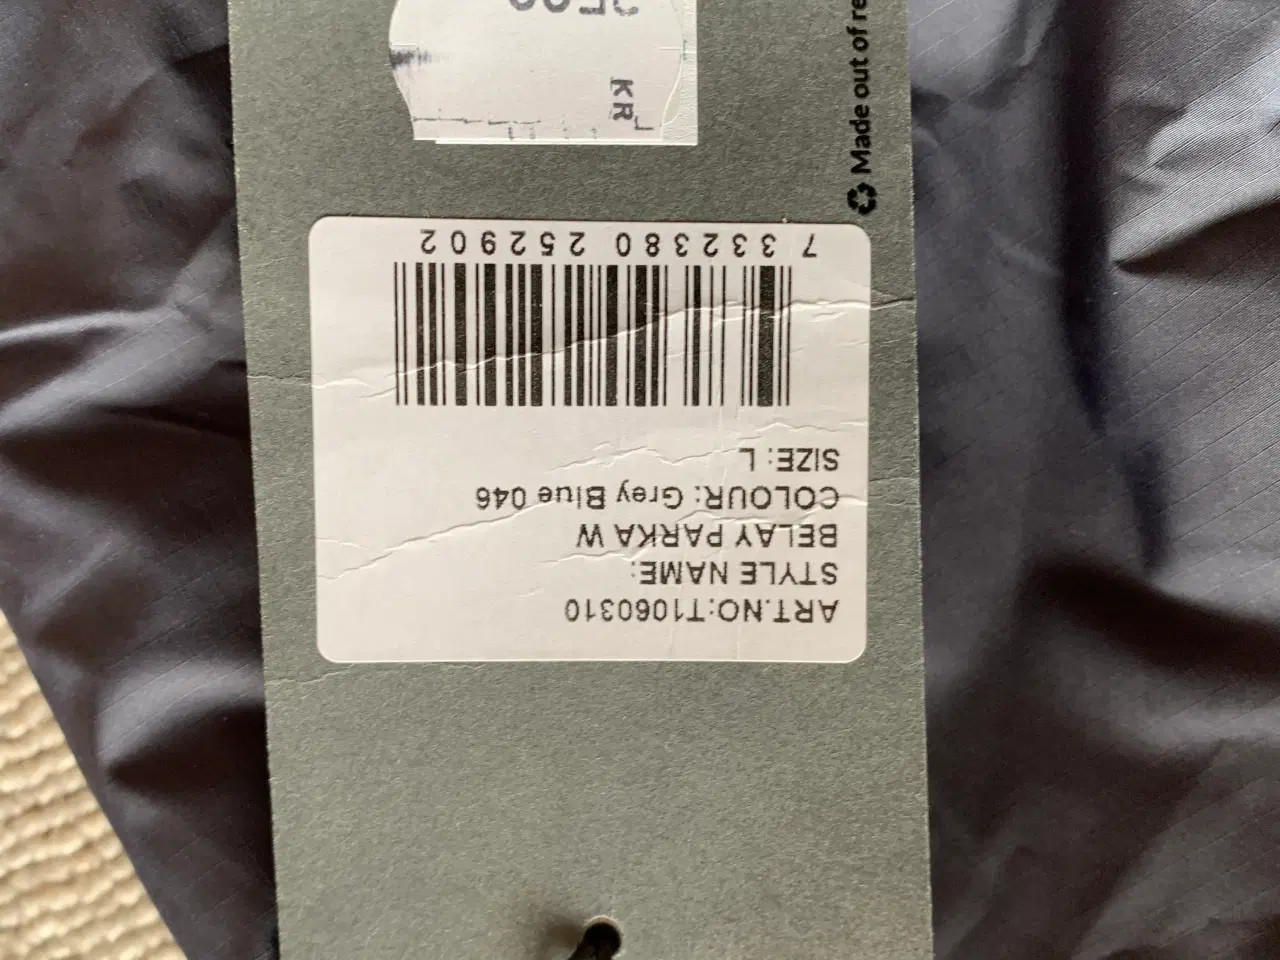 ART.NO:T1060310
STYLE NAME:
BELAY PARKA W
COLOUR: Grey Blue 046
SIZE: L
7 332380 252902
KR
Made out of